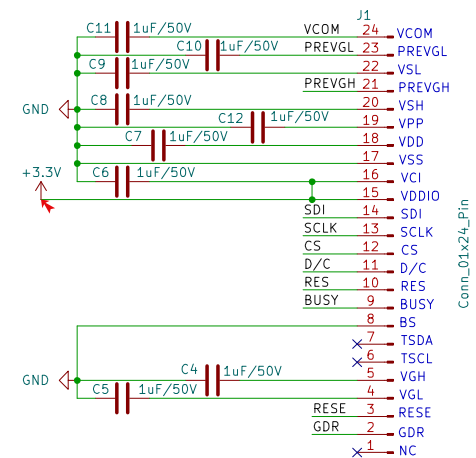 J1
C11 1uF/50V VCOM 24 VCOM
C10 1uF/50V PREVGL 23 PREVGL
C9 1uF/50V 22 VSL
PREVGH 21 PREVGH
GND C8 1uF/50V 20 VSH
C12 1uF/50V 19 VPP
C7 1uF/50V 18 VDD
17 VSS
+3.3V C6 1uF/50V 16 VCI
15 VDDIO
SDI 14 SDI
SCLK 13 SCLK
CS 12 CS
D/C 11 D/C
RES 10 RES
BUSY 9 BUSY
8 BS
7 TSDA
6 TSCL
GND C4 1uF/50V 5 VGH
C5 1uF/50V 4 VGL
RESE 3 RESE
GDR 2 GDR
1 NC
Conn_01x24_Pin